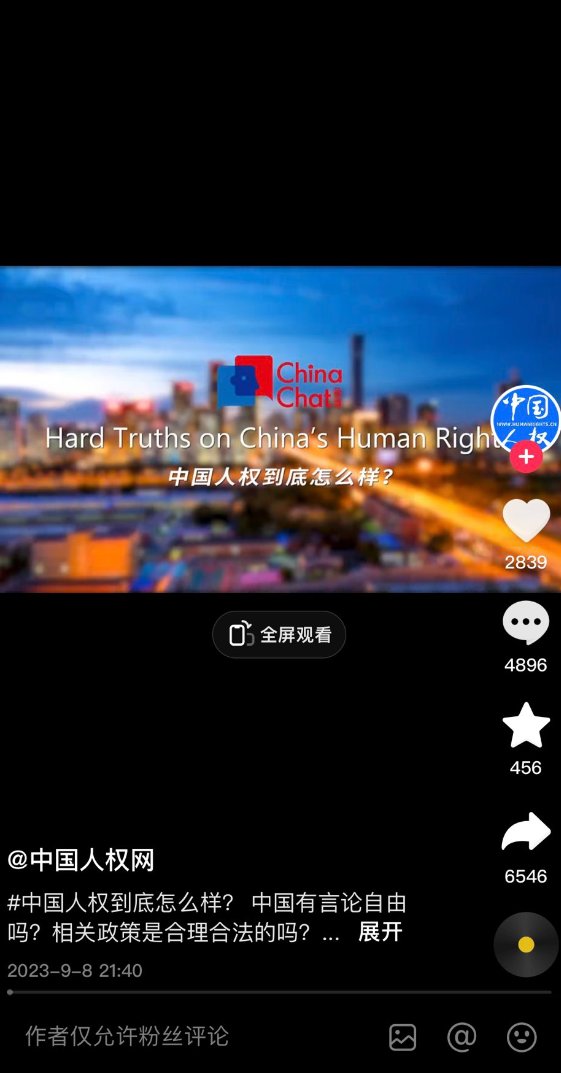 China
Chat
Hard Truths on China's Human Right
中国人权到底怎么样?
中国
WWW.HUMANRIGHTS.CN
人权
2839
全屏观看
4896
456
6546
@中国人权网
#中国人权到底怎么样? 中国有言论自由
吗? 相关政策是合理合法的吗? ... 展开
2023-9-8 21:40
作者仅允许粉丝评论